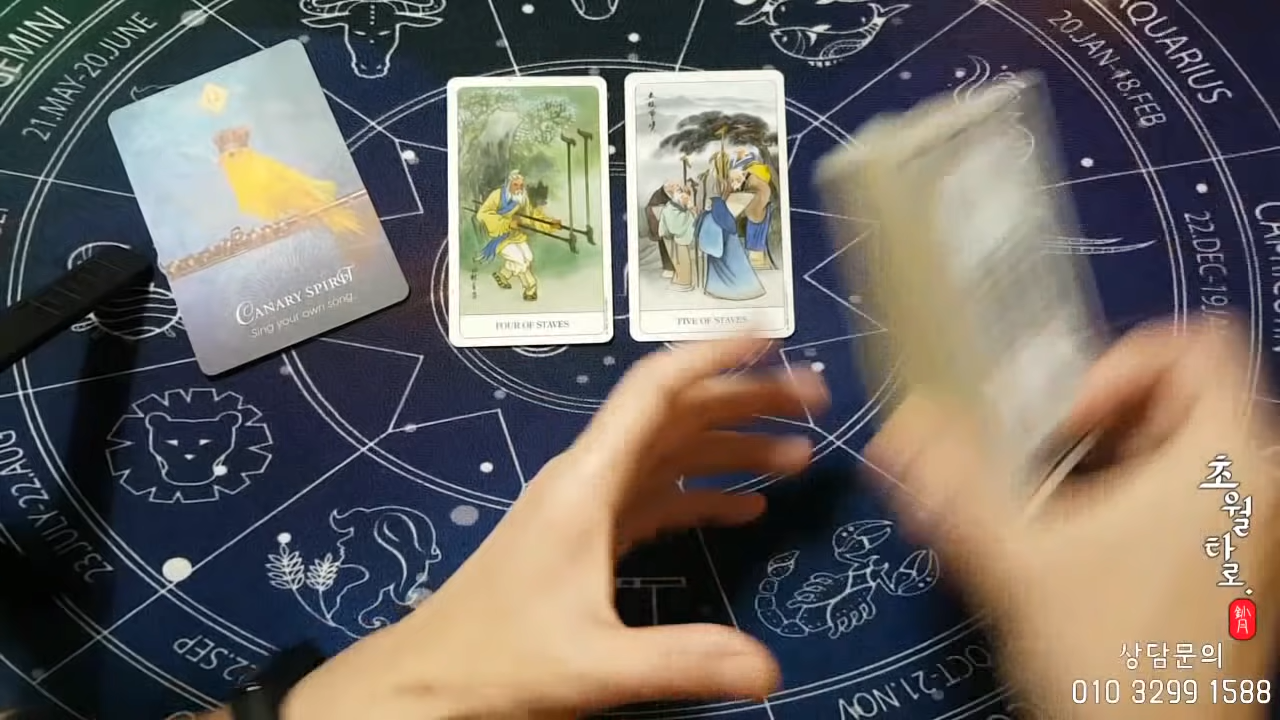 GEMINI
21.MAY-20.JUNE
AQUARIUS
20.JAN-18.FEB
22.DEC-19.J
CANARY SPIRIT
Sing your own song.
FOUR OF STAVES
FIVE OF STAVES
23.JULY-22.AUG
22.SEP
OCT-21.NOV
초월타로.
상담문의
010 3299 1588